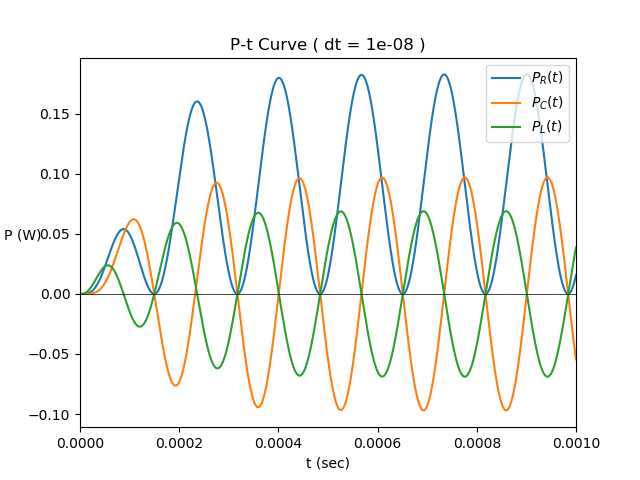 P-t Curve ( dt = 1e-08 )
P (W)
0.15
0.10
0.05
0.00
−0.05
−0.10
P_R(t)
P_C(t)
P_L(t)
0.0000 0.0002 0.0004 0.0006 0.0008 0.0010
t (sec)